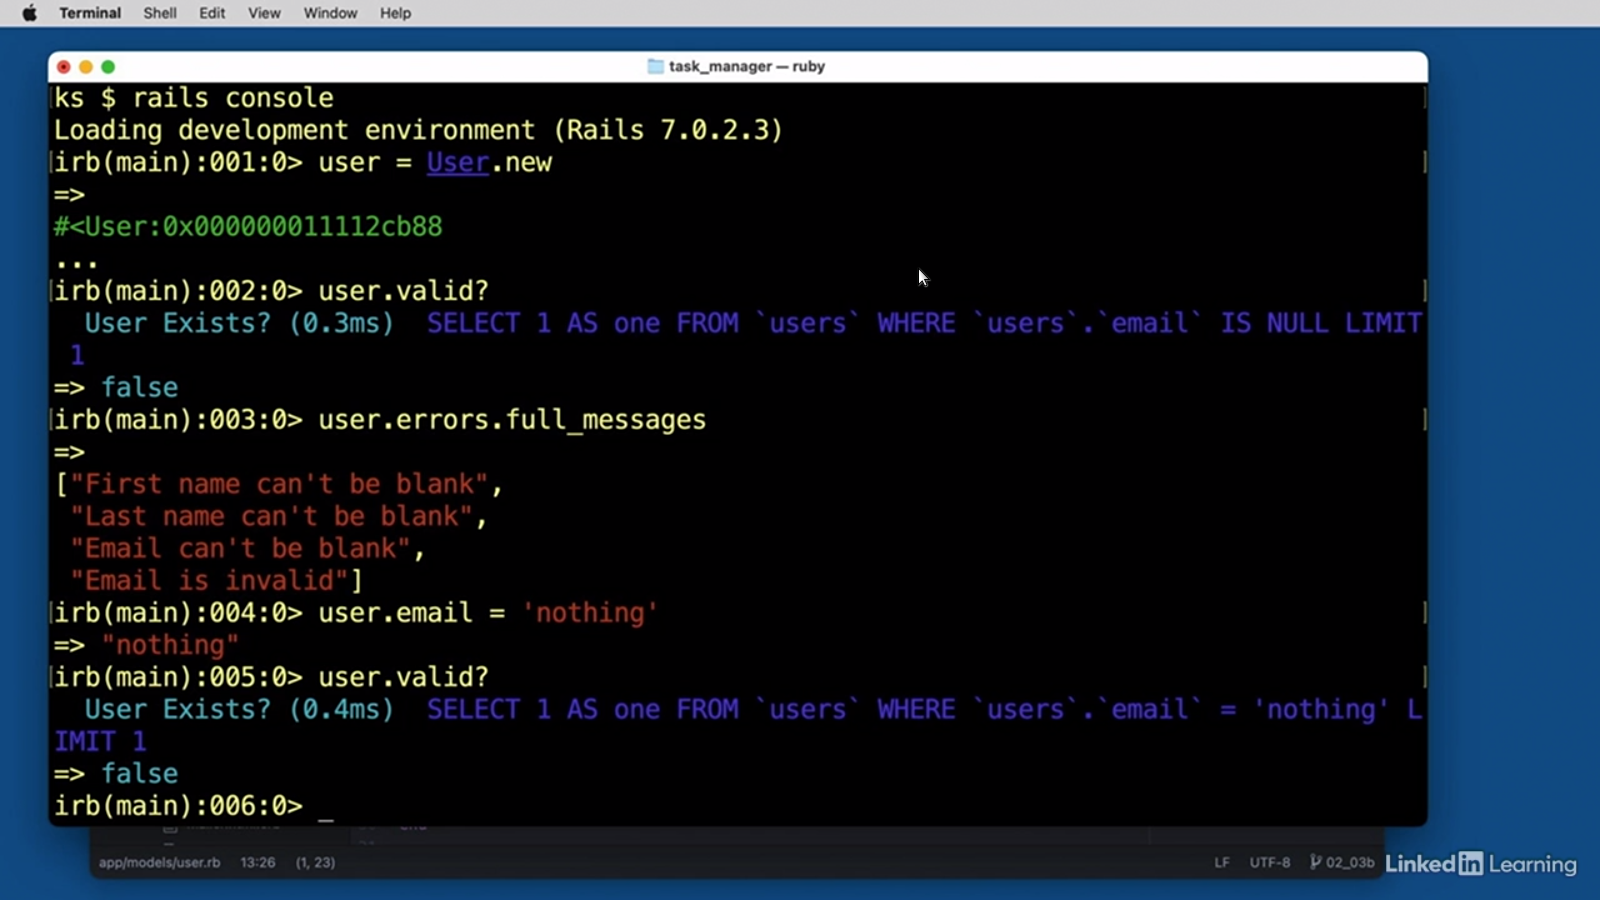 Terminal Shell Edit View Window Help
task_manager — ruby
ks $ rails console
Loading development environment (Rails 7.0.2.3)
irb(main):001:0> user = User.new
=>
#<User:0x000000011112cb88
...
irb(main):002:0> user.valid?
  User Exists? (0.3ms)  SELECT 1 AS one FROM `users` WHERE `users`.`email` IS NULL LIMIT
 1
=> false
irb(main):003:0> user.errors.full_messages
=>
["First name can't be blank",
 "Last name can't be blank",
 "Email can't be blank",
 "Email is invalid"]
irb(main):004:0> user.email = 'nothing'
=> "nothing"
irb(main):005:0> user.valid?
  User Exists? (0.4ms)  SELECT 1 AS one FROM `users` WHERE `users`.`email` = 'nothing' L
IMIT 1
=> false
irb(main):006:0> _
app/models/user.rb 13:26 (1, 23) LF UTF-8 02_03b
LinkedIn Learning